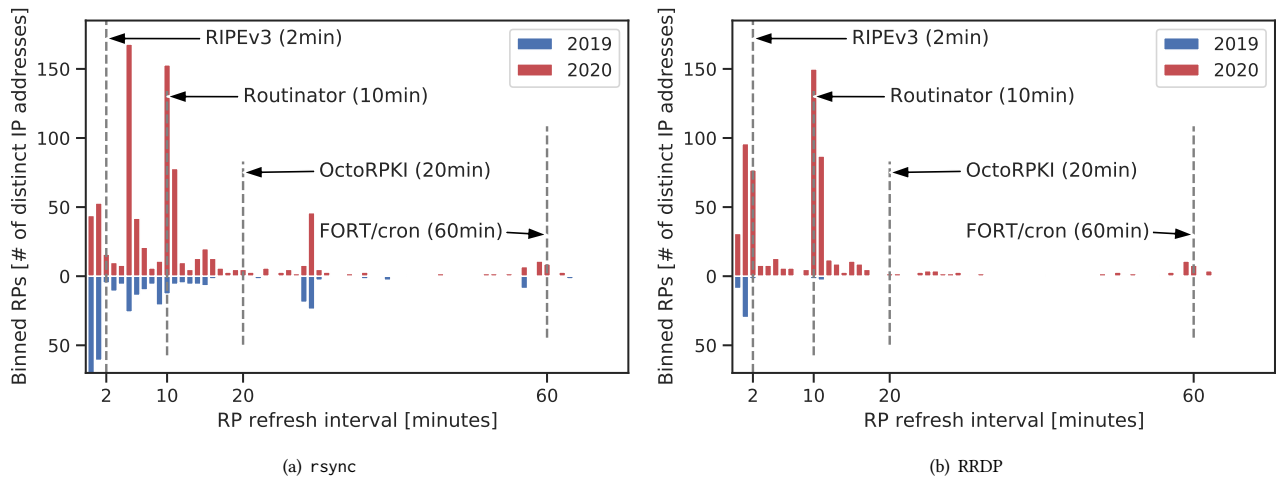 Binned RPs [# of distinct IP addresses]
150
100
50
0
50
RIPEv3 (2min)
Routinator (10min)
OctoRPKI (20min)
FORT/cron (60min)
2019
2020
2
10
20
60
RP refresh interval [minutes]
(a) rsync
Binned RPs [# of distinct IP addresses]
150
100
50
0
50
RIPEv3 (2min)
Routinator (10min)
OctoRPKI (20min)
FORT/cron (60min)
2019
2020
2
10
20
60
RP refresh interval [minutes]
(b) RRDP